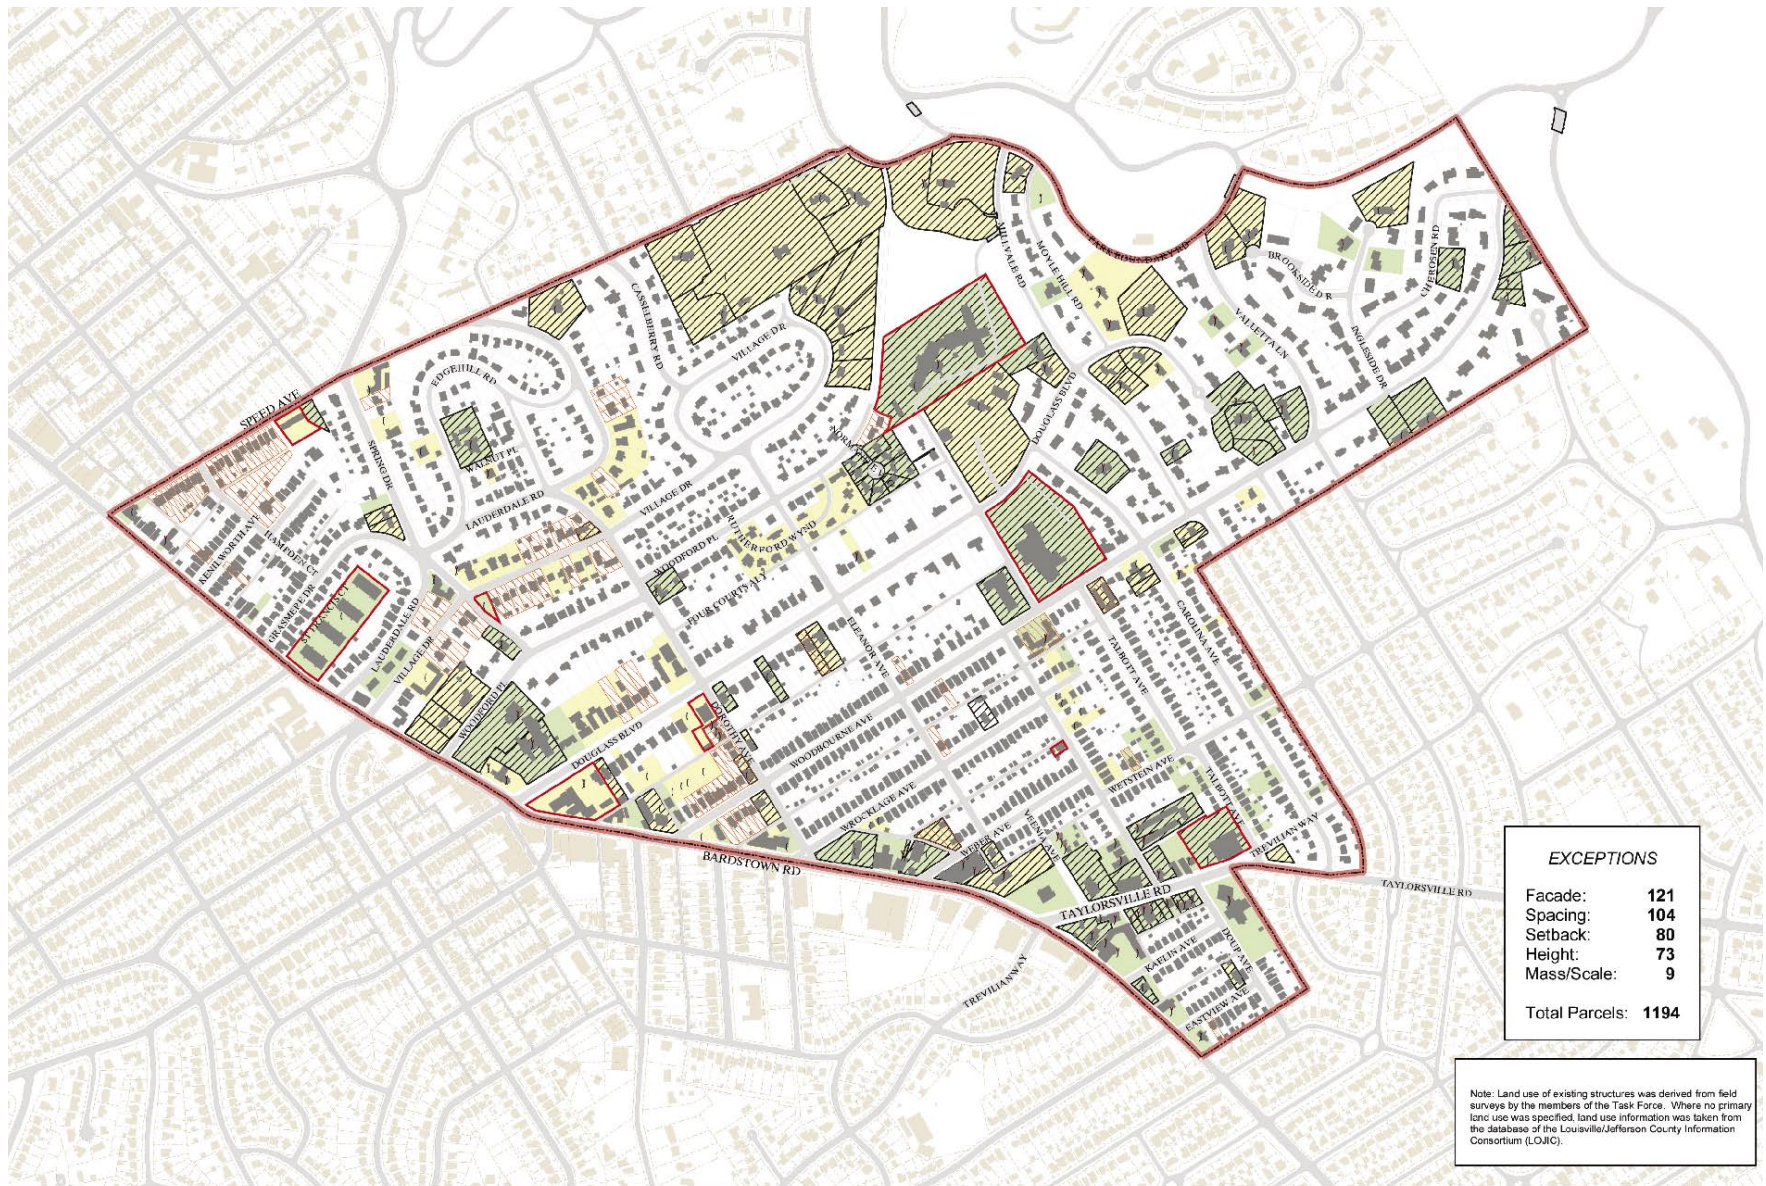 MILLVALE RD
MOYLE HILL RD
PARK BOUNDARY RD
BROOKSIDE DR
CHEROSEN RD
CASSELBERRY RD
VILLAGE DR
VALLETTA LN
INGLESIDE DR
EDGEHILL RD
SPEED AVE
DOUGLASS BLVD
SPRING DR
WALNUT PL
LAUDERDALE RD
VILLAGE DR
RUTHERFORD WYND
WOODFORD PL
KENILWORTH AVE
HAMPDEN CT
GRASMERE DR
ST FRANCIS CT
LAUDERDALE RD
VILLAGE DR
FOUR COURTS ALY
ELEANOR AVE
TALBOTT AVE
CAROLINA AVE
WOODFORD PL
DOUGLASS BLVD
DOROTHY AVE
WOODBOURNE AVE
WETSTEIN AVE
TALBOTT AVE
WROCKLAGE AVE
WEBER AVE
TREVILIAN WAY
BARDSTOWN RD
TAYLORSVILLE RD
TAYLORSVILLE RD
KAELIN AVE
DOUP AVE
TREVILIAN WAY
EASTVIEW AVE
EXCEPTIONS
Facade: 121
Spacing: 104
Setback: 80
Height: 73
Mass/Scale: 9
Total Parcels: 1194
Note: Land use of existing structures was derived from field
surveys by the members of the Task Force. Where no primary
land use was specified, land use information was taken from
the database of the Louisville/Jefferson County Information
Consortium (LOJIC).